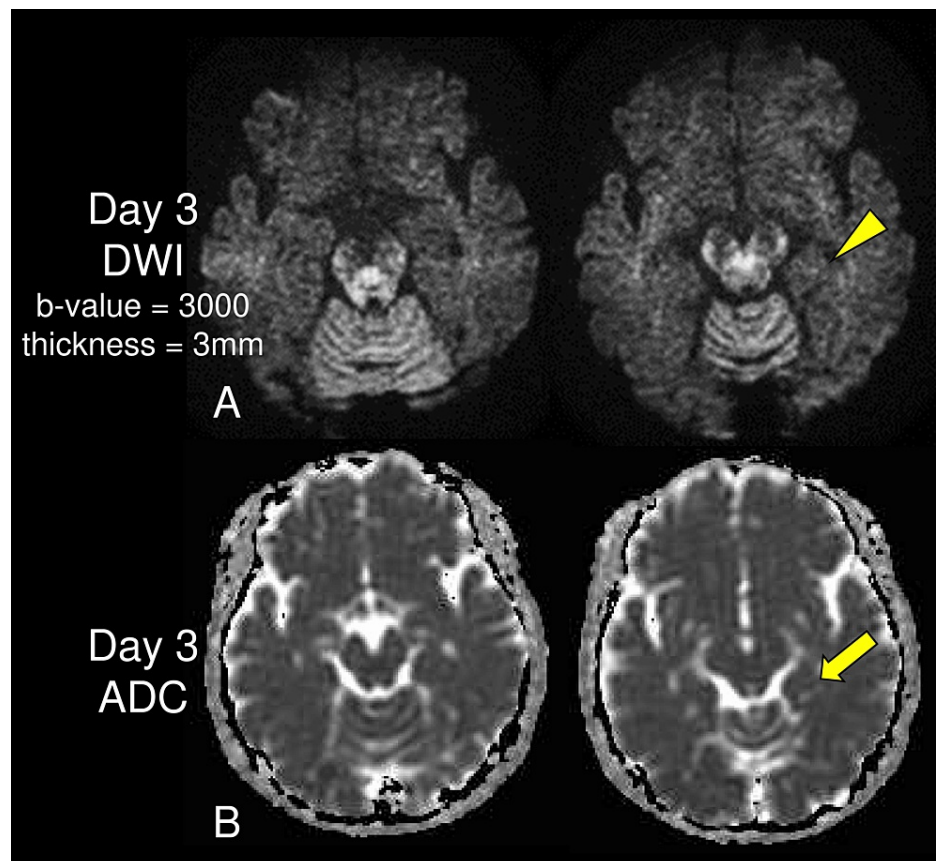 Day 3
DWI
b-value = 3000
thickness = 3mm
A
Day 3
ADC
B